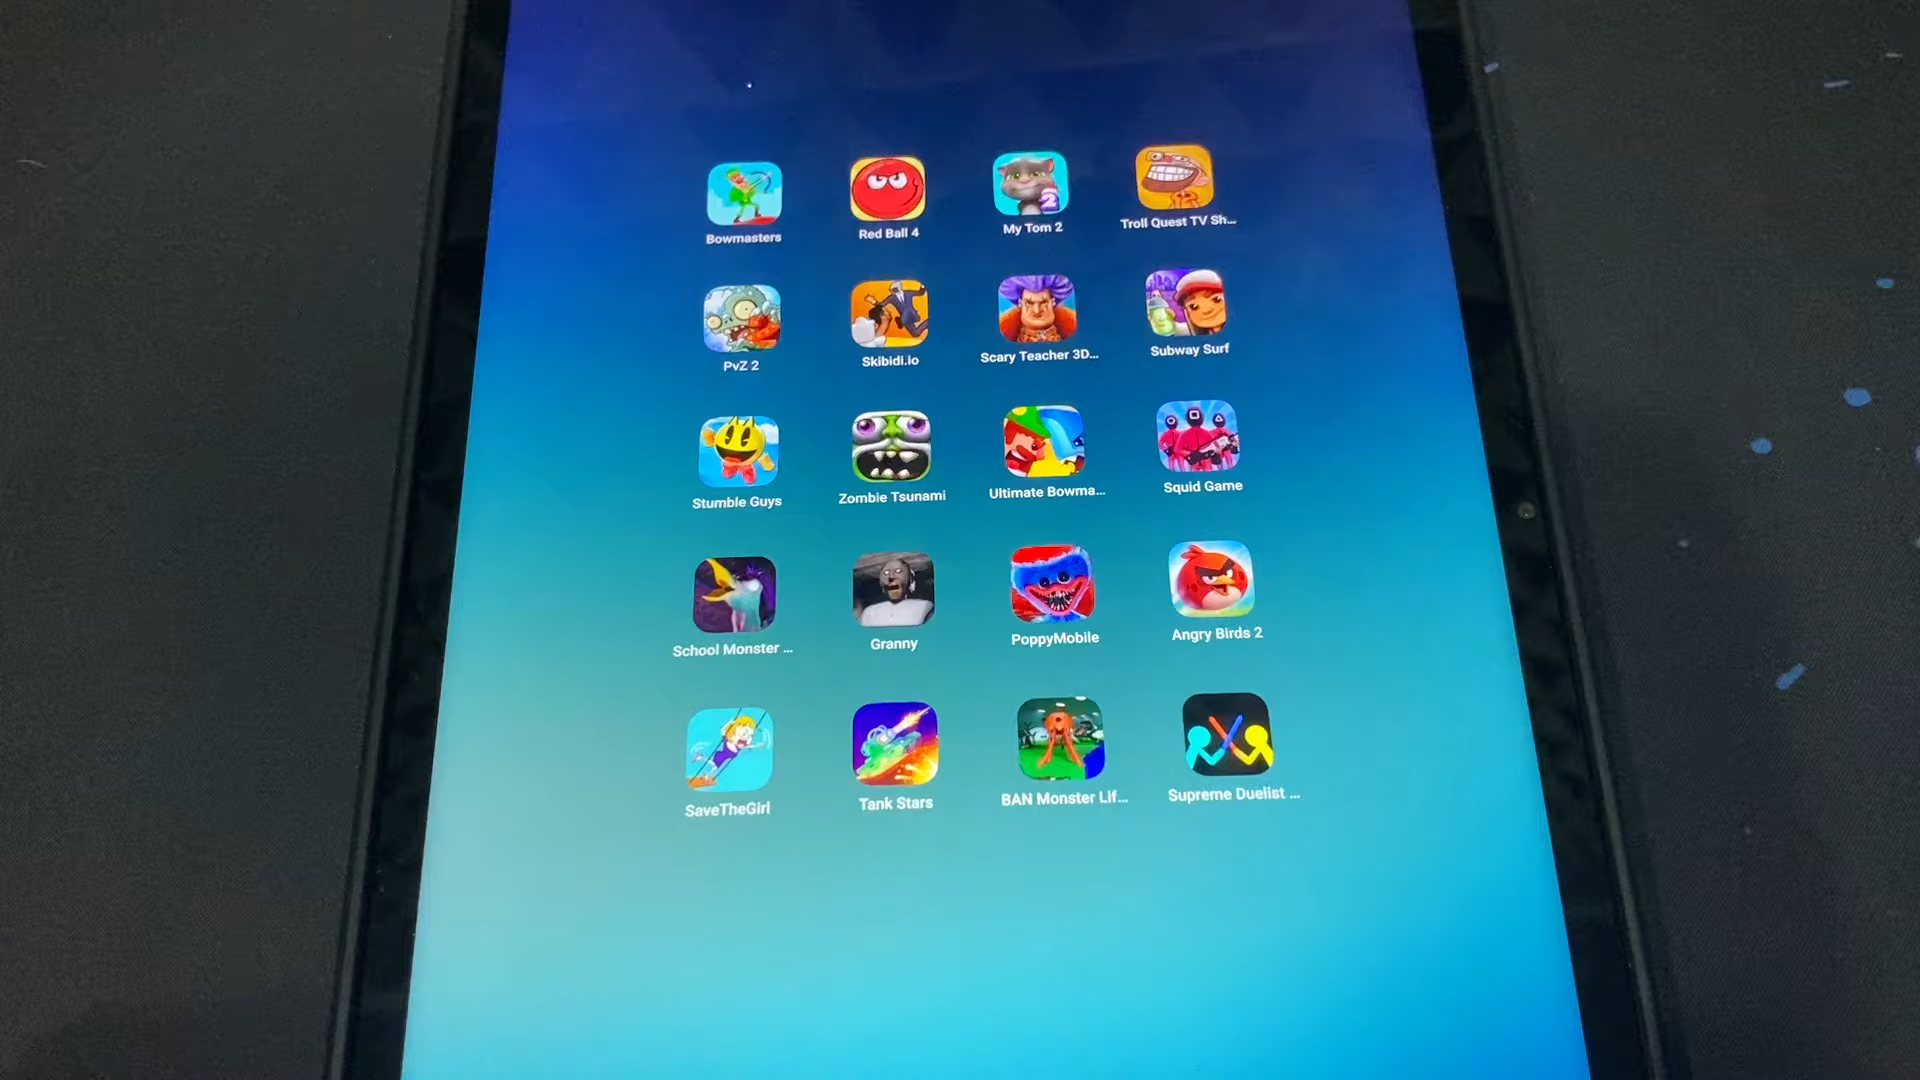 Bowmasters
Red Ball 4
My Tom 2
Troll Quest TV Sh...
PvZ 2
Skibidi.io
Scary Teacher 3D...
Subway Surf
Stumble Guys
Zombie Tsunami
Ultimate Bowma...
Squid Game
School Monster ...
Granny
PoppyMobile
Angry Birds 2
SaveTheGirl
Tank Stars
BAN Monster Lif...
Supreme Duelist ...